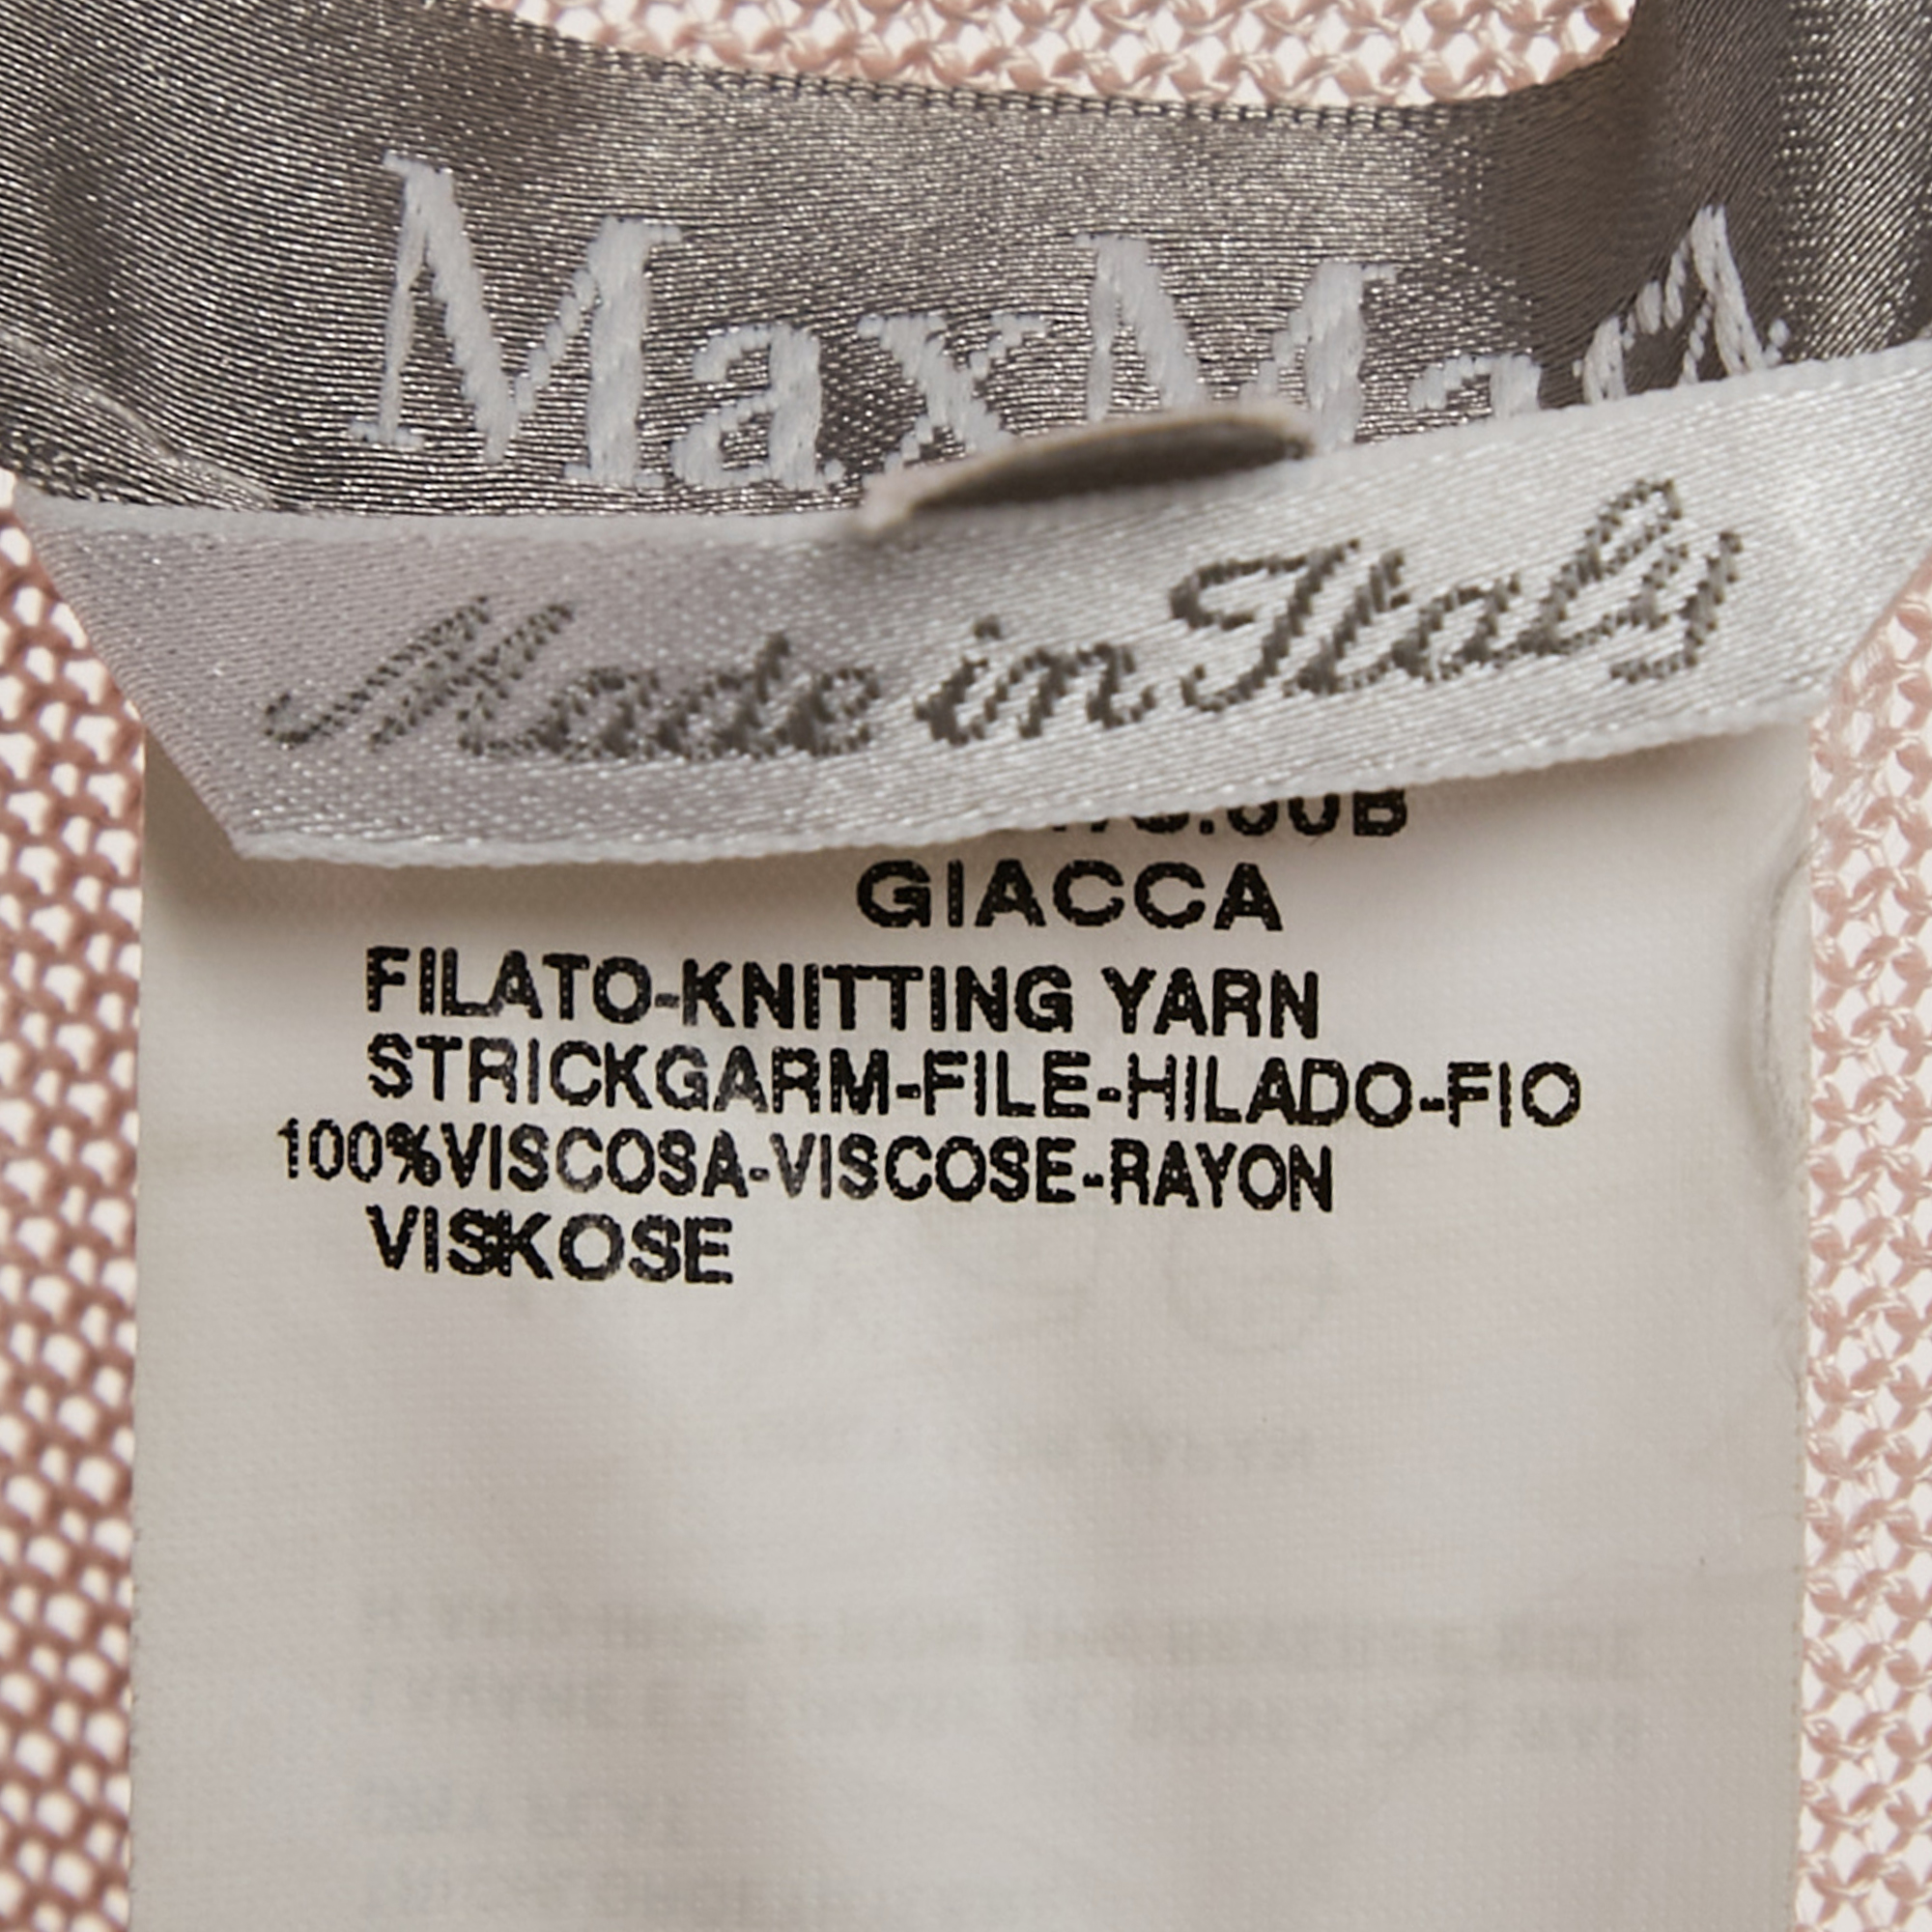 MaxMara
Made in Italy
GIACCA
FILATO-KNITTING YARN
STRICKGARM-FILE-HILADO-FIO
100%VISCOSA-VISCOSE-RAYON
VISKOSE